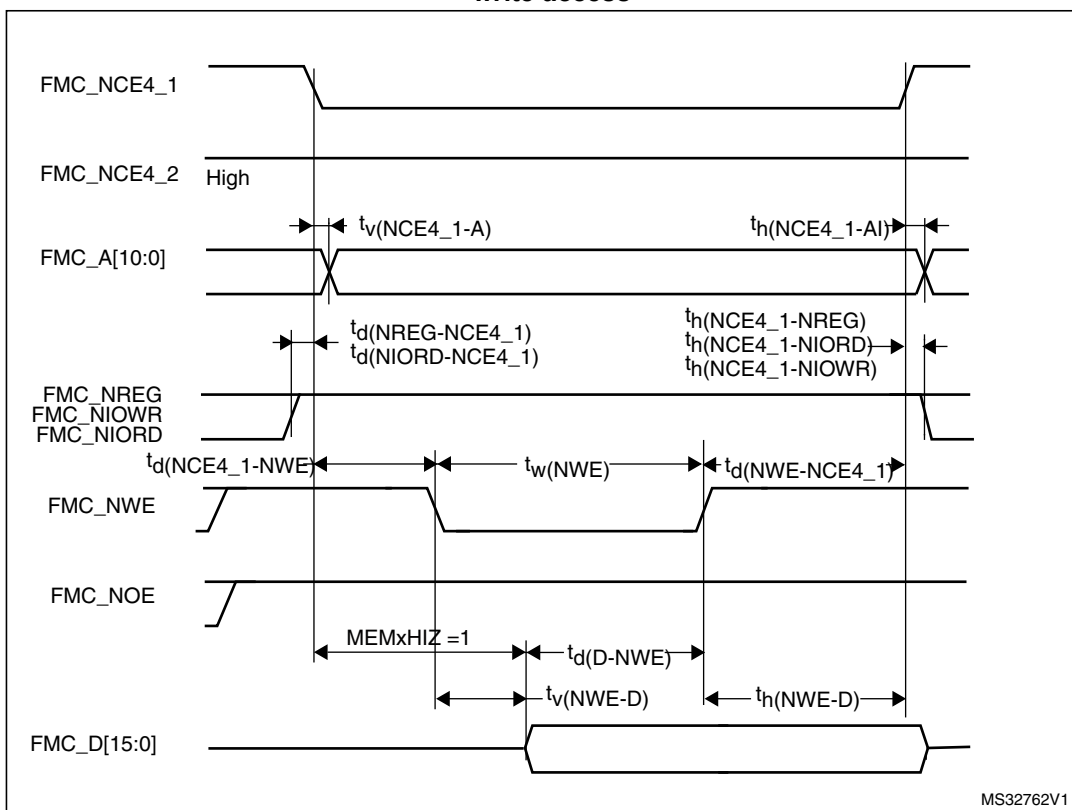 write access
FMC_NCE4_1
FMC_NCE4_2 High
tv(NCE4_1-A) th(NCE4_1-AI)
FMC_A[10:0]
td(NREG-NCE4_1) th(NCE4_1-NREG)
td(NIORD-NCE4_1) th(NCE4_1-NIORD)
th(NCE4_1-NIOWR)
FMC_NREG
FMC_NIOWR
FMC_NIORD
td(NCE4_1-NWE) tw(NWE) td(NWE-NCE4_1)
FMC_NWE
FMC_NOE
MEMxHIZ =1 td(D-NWE)
tv(NWE-D) th(NWE-D)
FMC_D[15:0]
MS32762V1